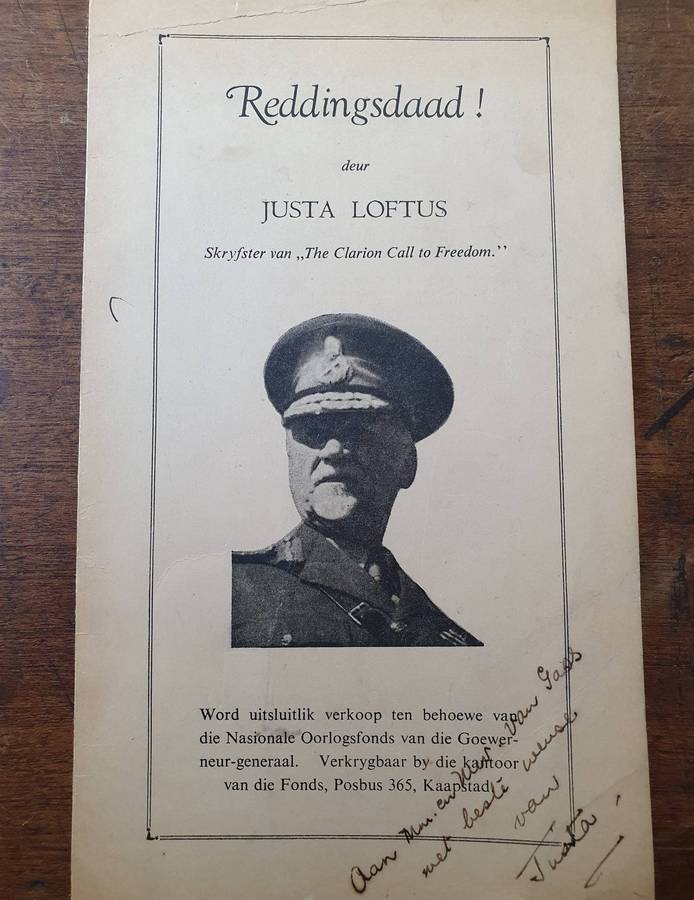 Reddingsdaad !
deur
JUSTA LOFTUS
Skryfster van „The Clarion Call to Freedom.”
Word uitsluitlik verkoop ten behoewe van
die Nasionale Oorlogsfonds van die Goewer-
neur-generaal. Verkrygbaar by die kantoor
van die Fonds, Posbus 365, Kaapstad.
Aan Mnr. en Mev. van Gaas
met beste wense
van
Justa